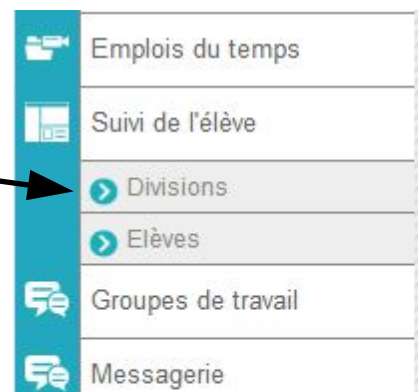 Emplois du temps
Suivi de l'élève
Divisions
Elèves
Groupes de travail
Messagerie